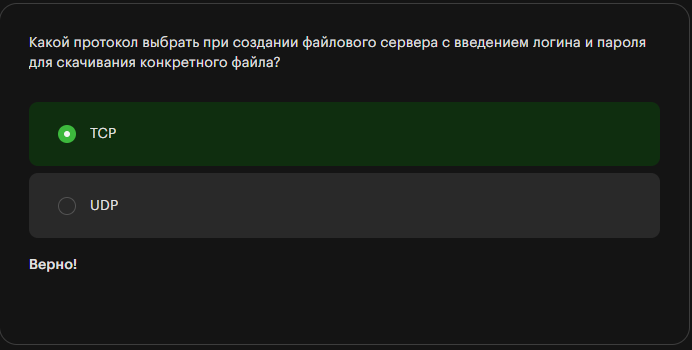 Какой протокол выбрать при создании файлового сервера с введением логина и пароля
для скачивания конкретного файла?
TCP
UDP
Верно!